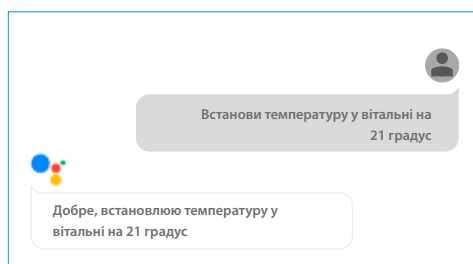 Встанови температуру у вітальні на
21 градус
Добре, встановлюю температуру у
вітальні на 21 градус